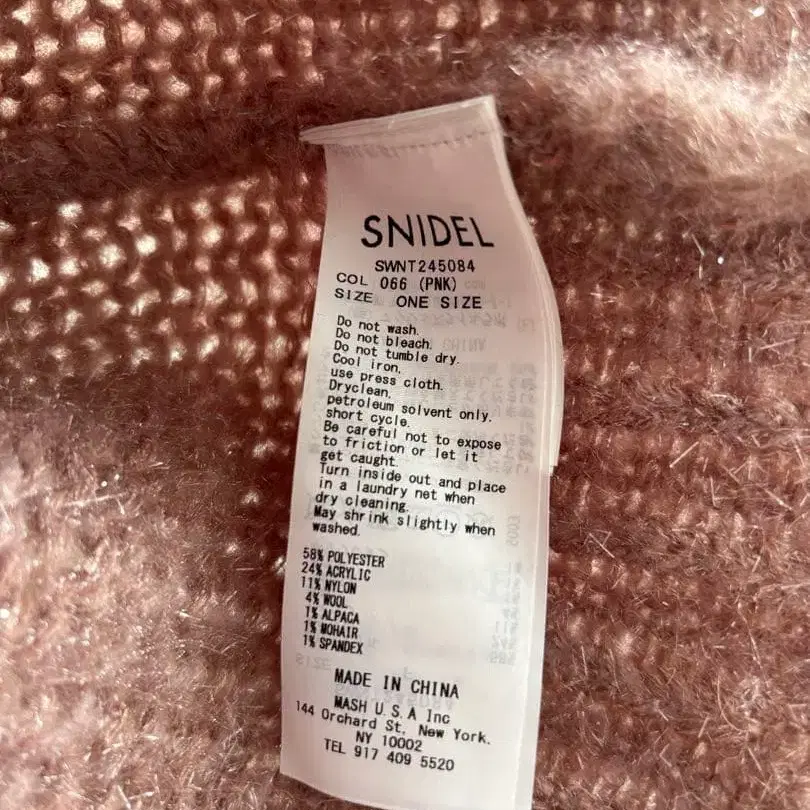 SNIDEL
SWNT245084
COL 066 (PNK)
SIZE ONE SIZE
Do not wash.
Do not bleach.
Do not tumble dry.
Cool iron,
use press cloth.
Dryclean,
petroleum solvent only.
short cycle.
Be careful not to expose
to friction or let it
get caught.
Turn inside out and place
in a laundry net when
dry cleaning.
May shrink slightly when
washed.
58% POLYESTER
24% ACRYLIC
11% NYLON
4% WOOL
1% ALPACA
1% MOHAIR
1% SPANDEX
MADE IN CHINA
MASH U.S.A Inc
144 Orchard St, New York.
NY 10002
TEL 917 409 5520